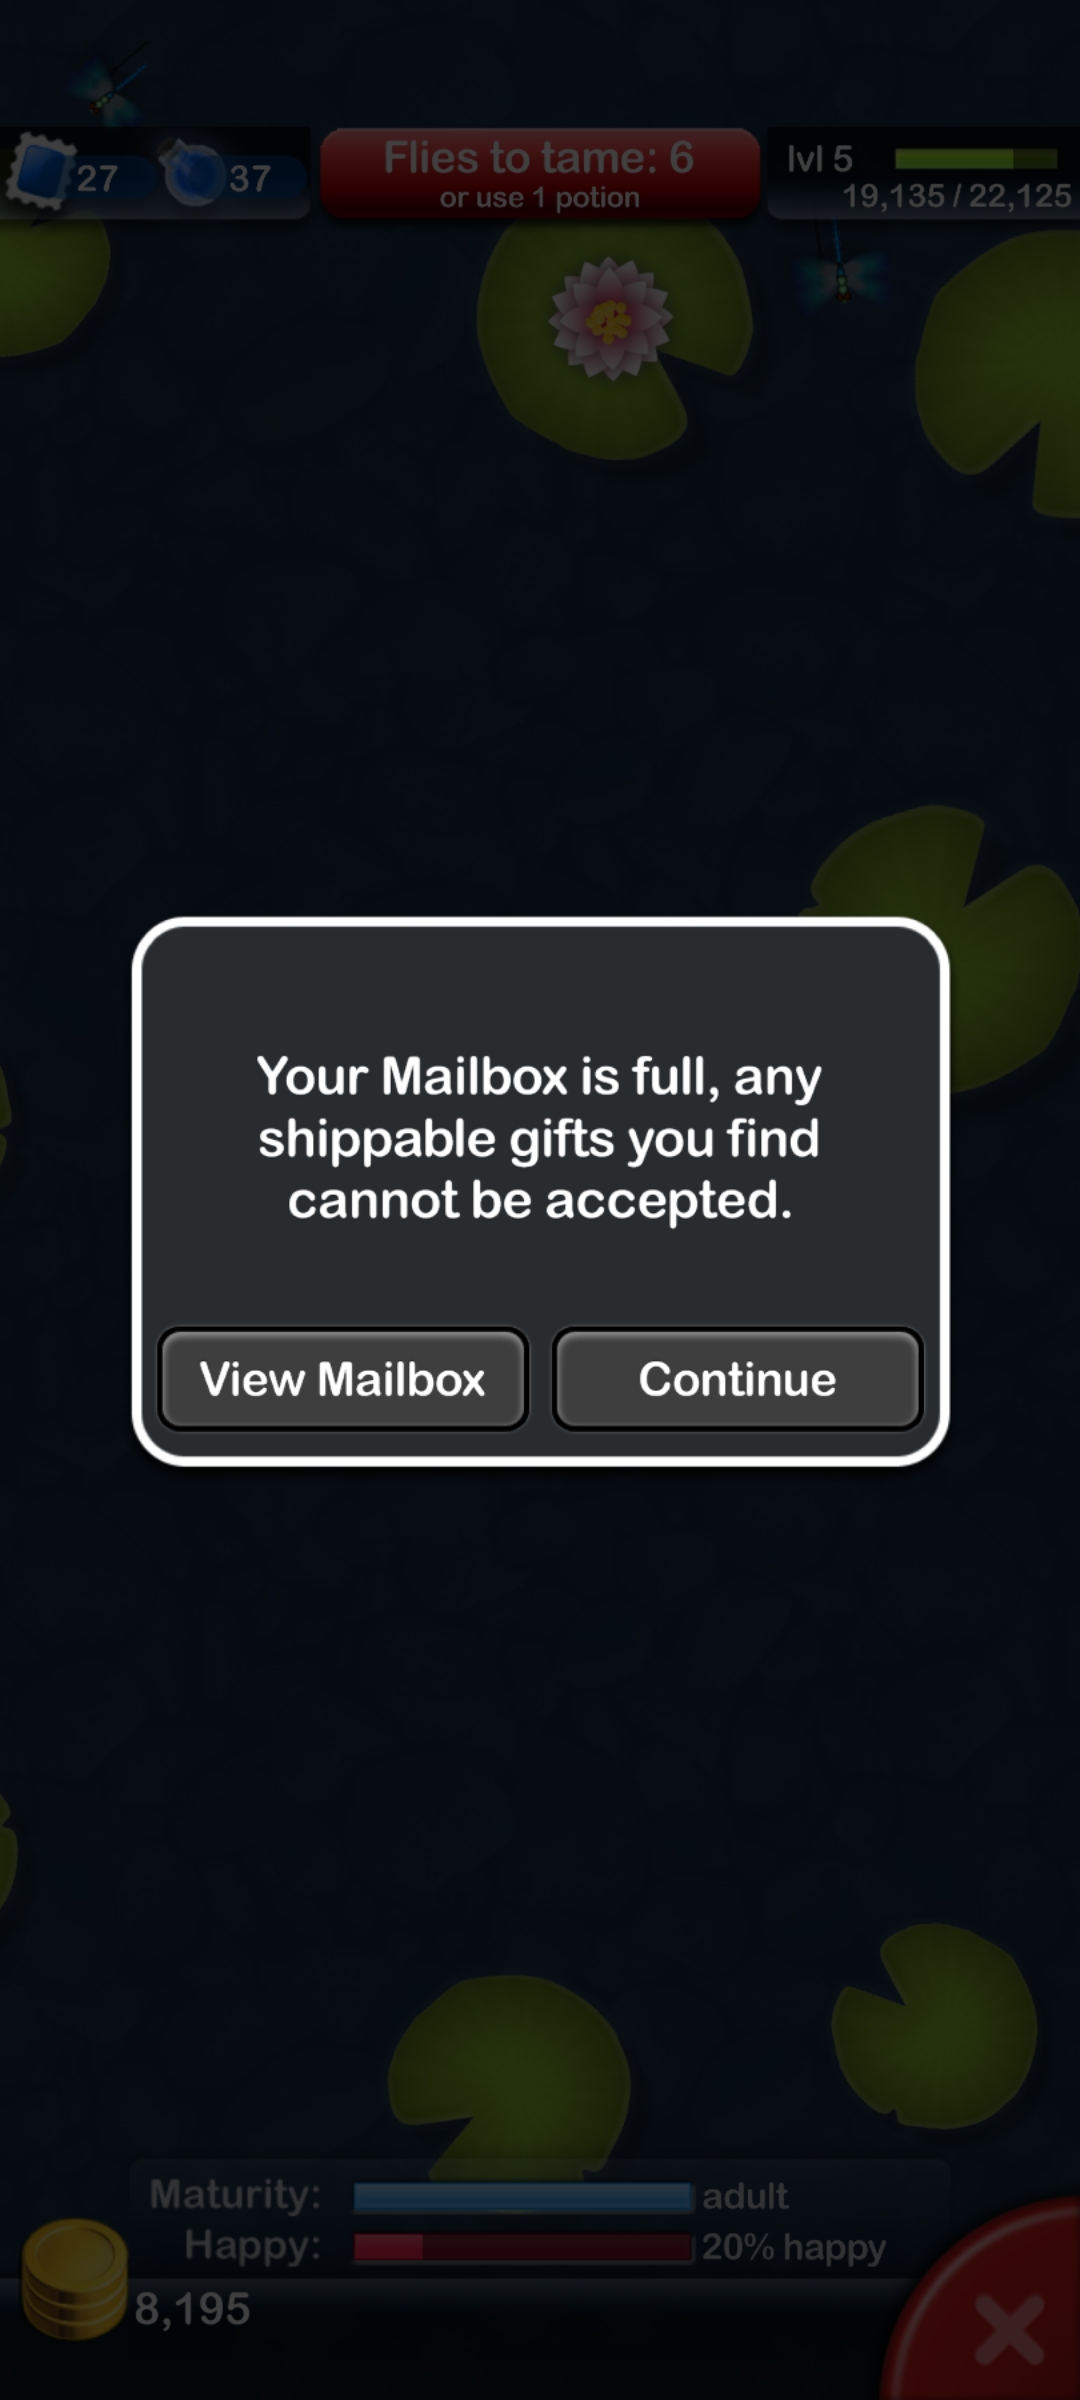 27
37
Flies to tame: 6
or use 1 potion
lvl 5
19,135 / 22,125
Your Mailbox is full, any
shippable gifts you find
cannot be accepted.
View Mailbox
Continue
Maturity:
adult
Happy:
20% happy
8,195